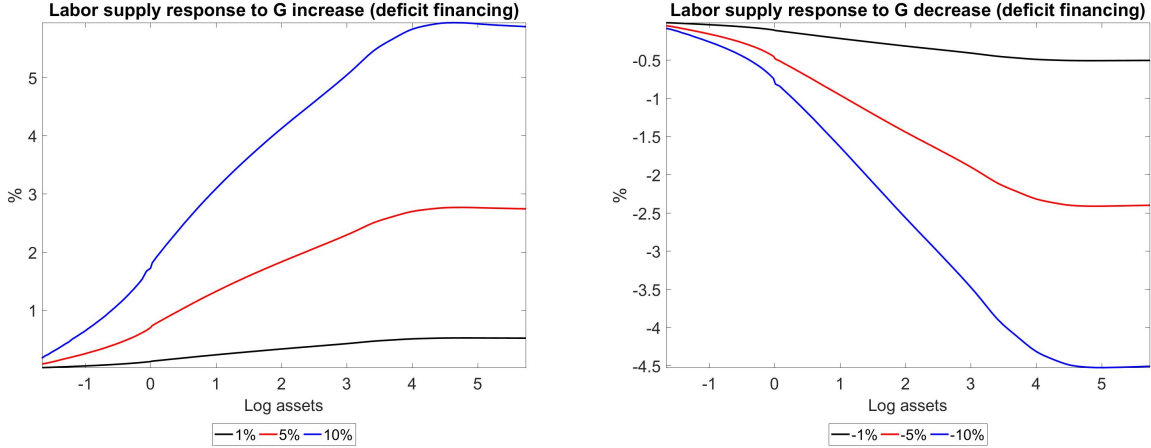 Labor supply response to G increase (deficit financing)
%
5
4
3
2
1
-1 0 1 2 3 4 5
Log assets
1% 5% 10%
Labor supply response to G decrease (deficit financing)
%
-0.5
-1
-1.5
-2
-2.5
-3
-3.5
-4
-4.5
-1 0 1 2 3 4 5
Log assets
-1% -5% -10%